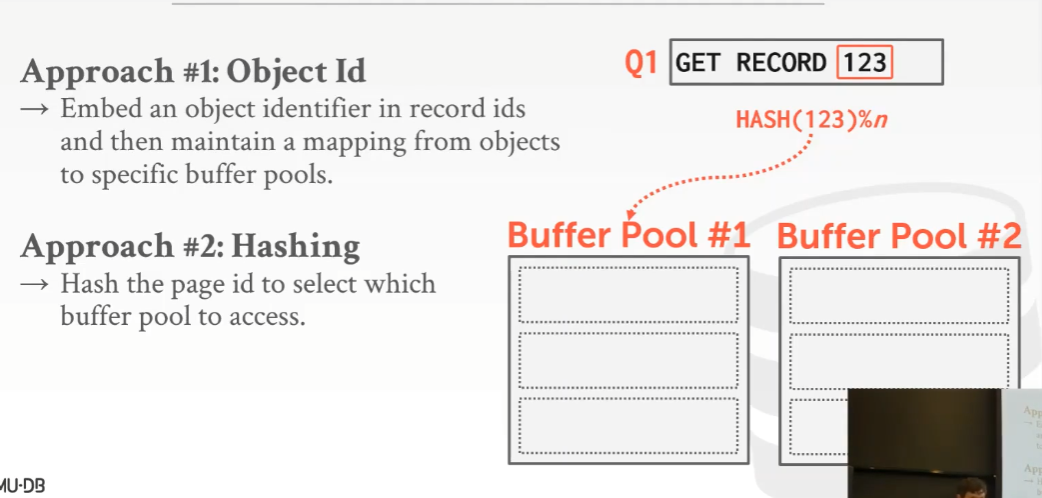 Approach #1: Object Id
→ Embed an object identifier in record ids
and then maintain a mapping from objects
to specific buffer pools.
Approach #2: Hashing
→ Hash the page id to select which
buffer pool to access.
Q1 GET RECORD 123
HASH(123)%n
Buffer Pool #1 Buffer Pool #2
MU·DB